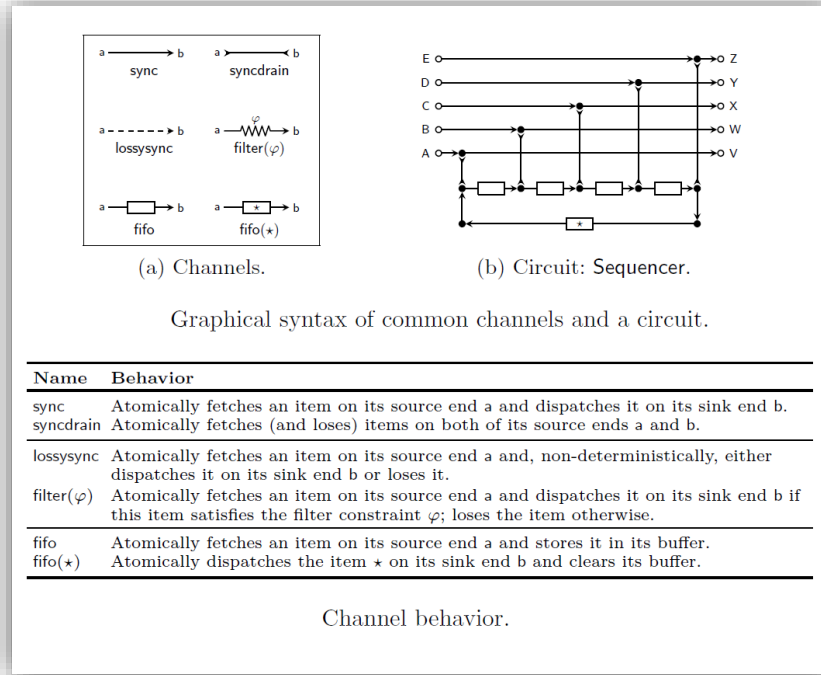 a b
sync
a b
syncdrain
a b
lossysync
φ
a b
filter(φ)
a b
fifo
⋆
a b
fifo(⋆)
(a) Channels.
E Z
D Y
C X
B W
A V
⋆
(b) Circuit: Sequencer.
Graphical syntax of common channels and a circuit.
Name Behavior
sync Atomically fetches an item on its source end a and dispatches it on its sink end b.
syncdrain Atomically fetches (and loses) items on both of its source ends a and b.
lossysync Atomically fetches an item on its source end a and, non-deterministically, either
dispatches it on its sink end b or loses it.
filter(φ) Atomically fetches an item on its source end a and dispatches it on its sink end b if
this item satisfies the filter constraint φ; loses the item otherwise.
fifo Atomically fetches an item on its source end a and stores it in its buffer.
fifo(⋆) Atomically dispatches the item ⋆ on its sink end b and clears its buffer.
Channel behavior.